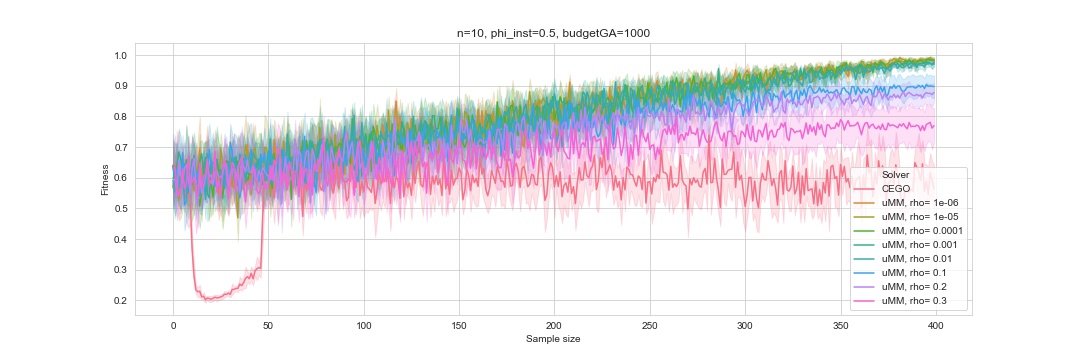 n=10, phi_inst=0.5, budgetGA=1000
1.0
0.9
0.8
0.7
0.6
0.5
0.4
0.3
0.2
Fitness
0
50
100
150
200
250
300
350
400
Sample size
Solver
CEGO
uMM, rho= 1e-06
uMM, rho= 1e-05
uMM, rho= 0.0001
uMM, rho= 0.001
uMM, rho= 0.01
uMM, rho= 0.1
uMM, rho= 0.2
uMM, rho= 0.3